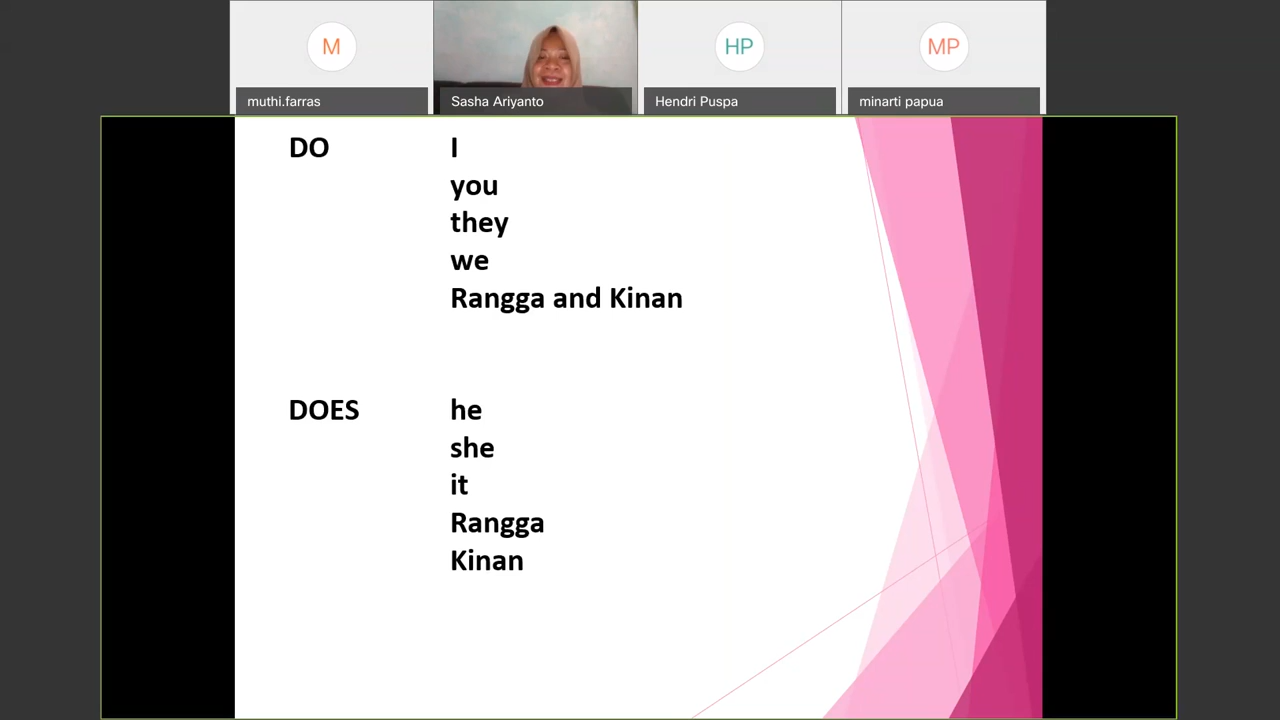 M
HP
MP
muthi.farras
Sasha Ariyanto
Hendri Puspa
minarti papua
DO I
you
they
we
Rangga and Kinan
DOES he
she
it
Rangga
Kinan